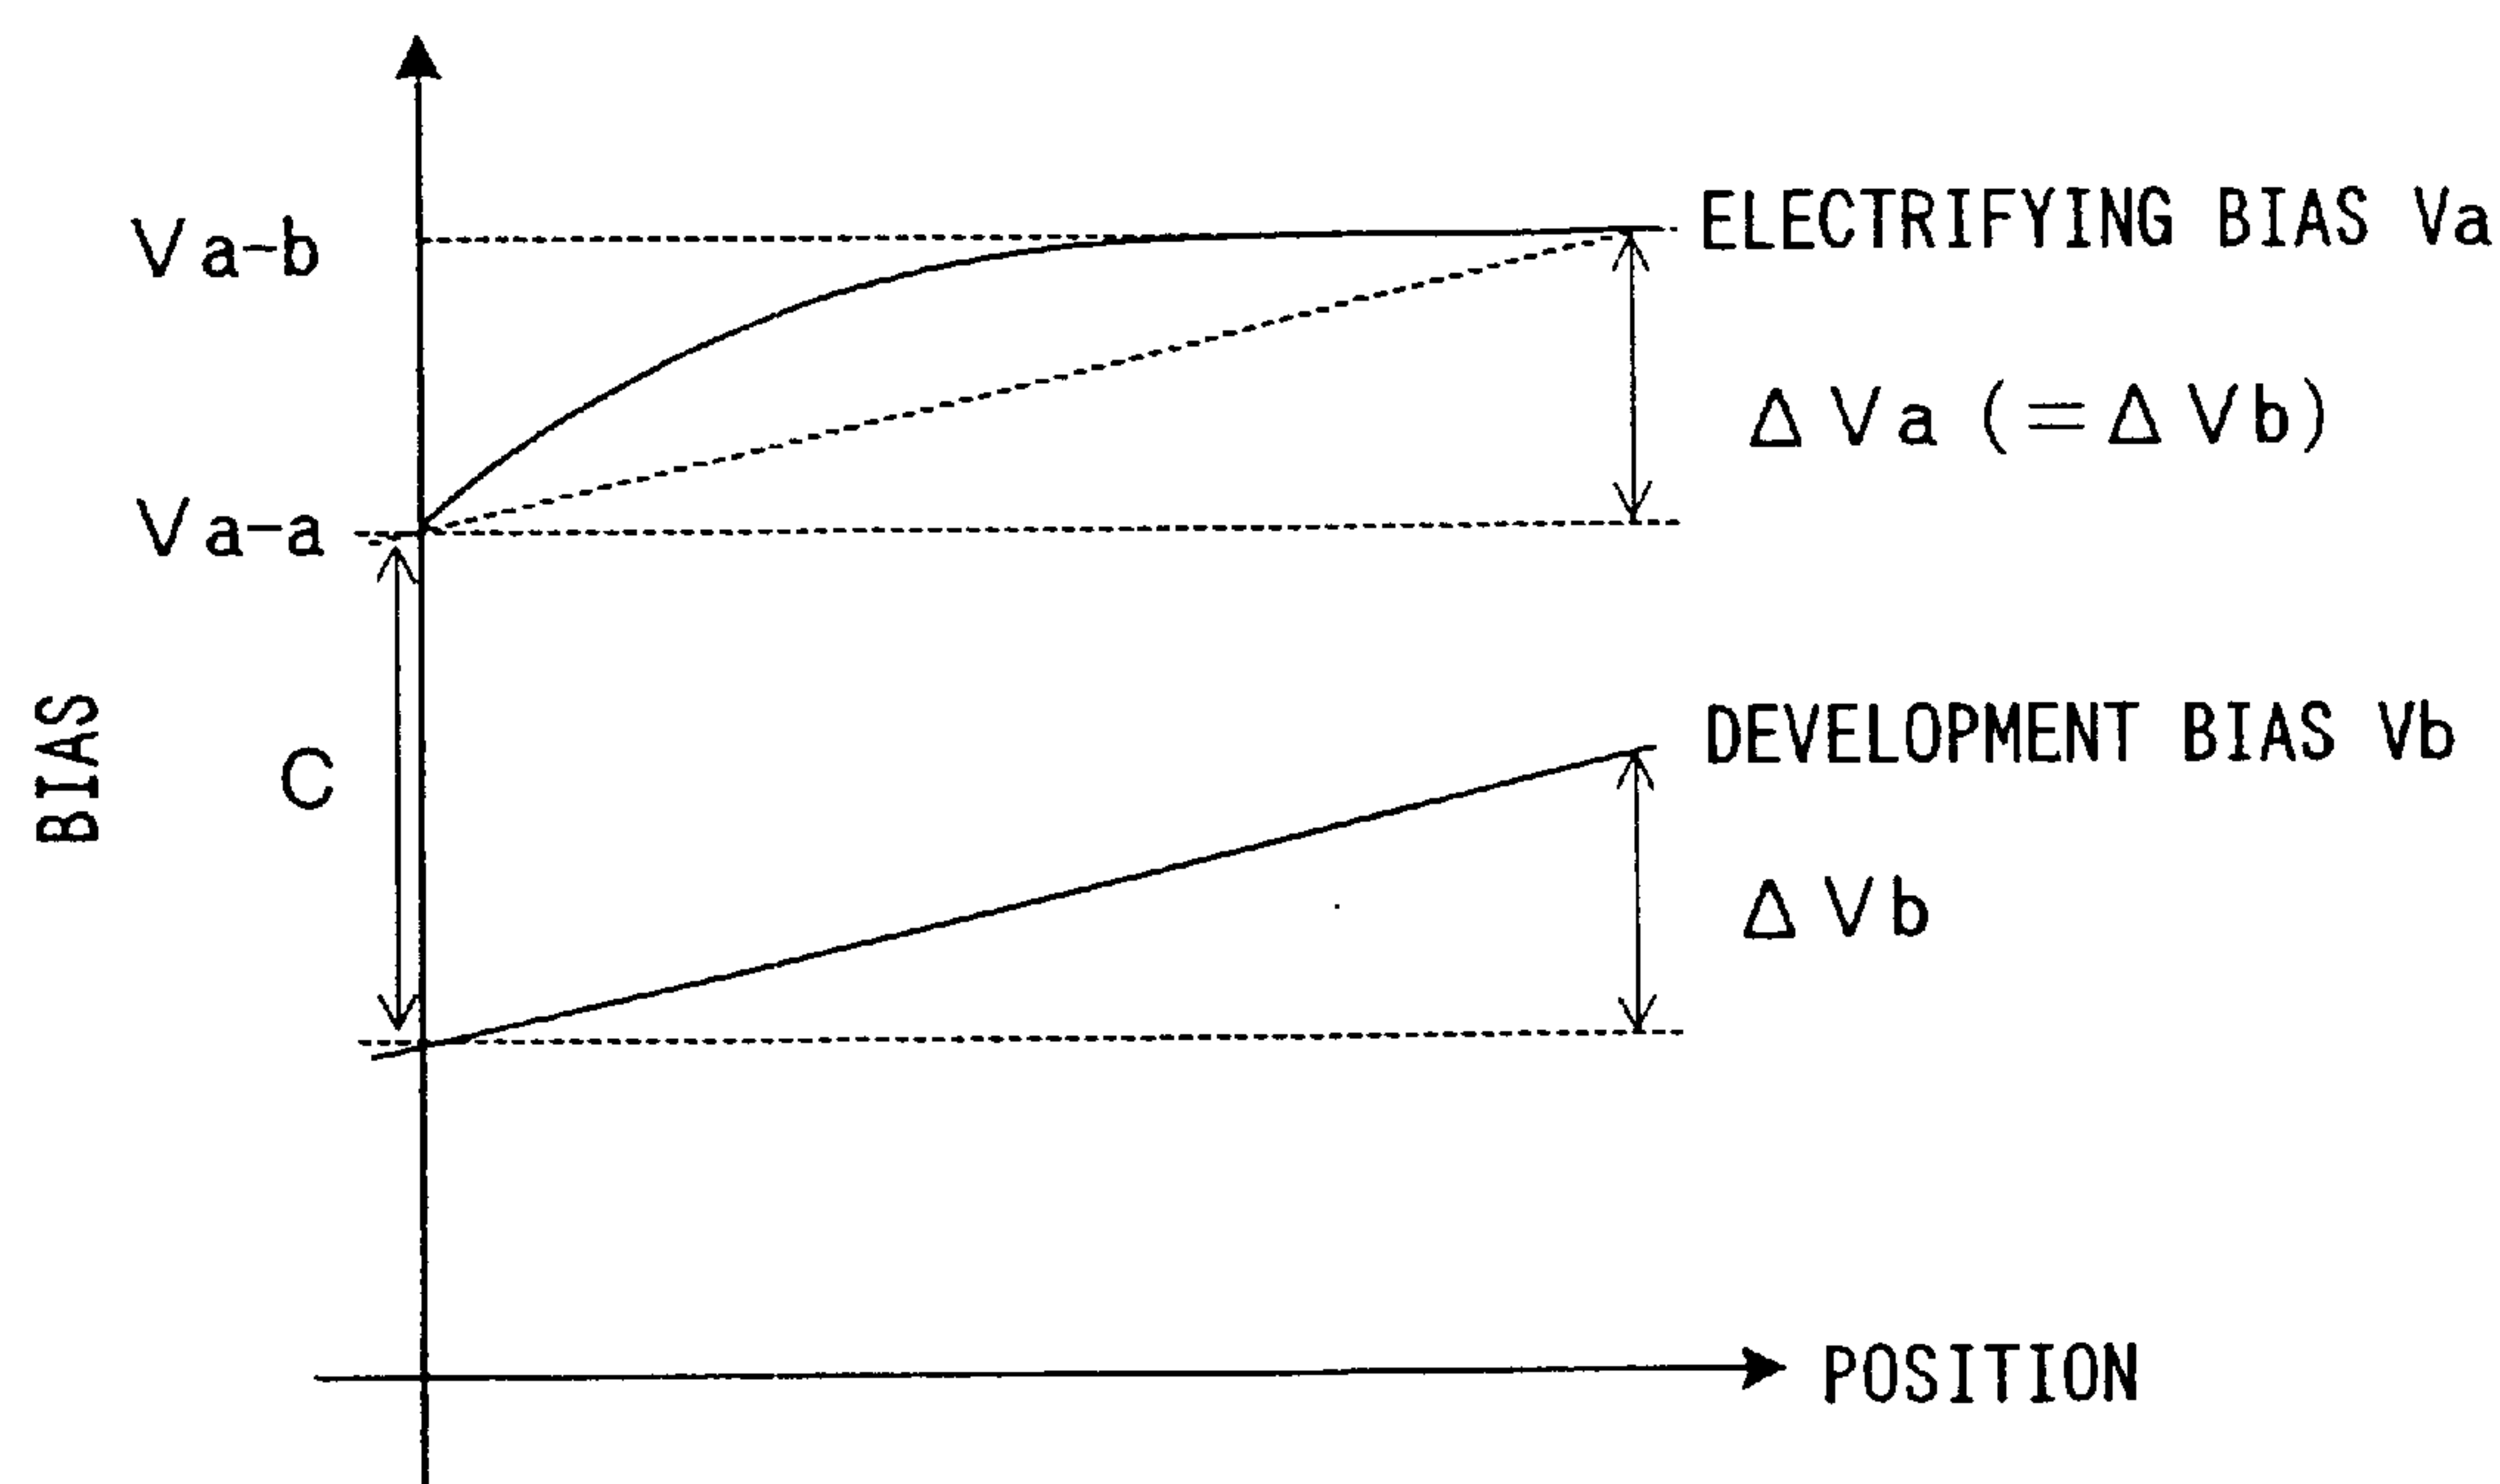 Va-b
ELECTRIFYING BIAS Va
ΔVa (=ΔVb)
Va-a
BIAS
C
DEVELOPMENT BIAS Vb
ΔVb
POSITION